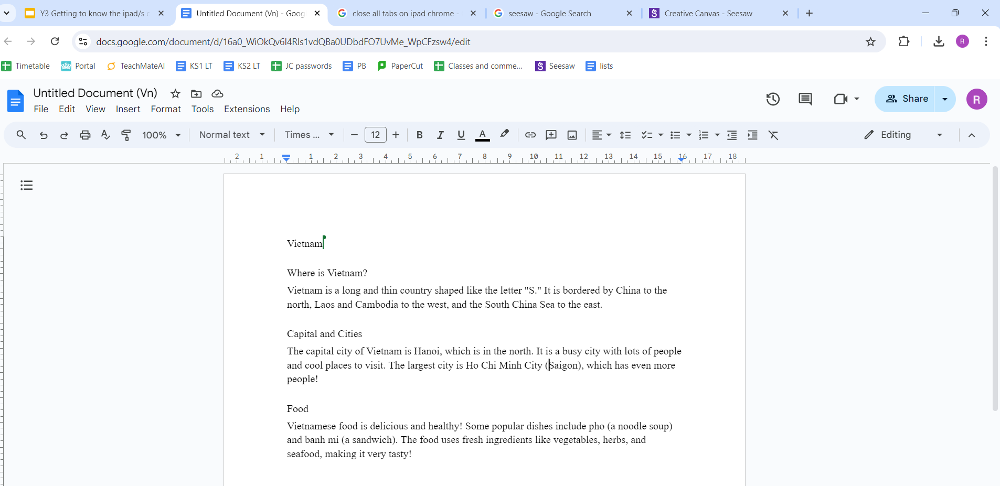 Y3 Getting to know the ipad/s c
Untitled Document (Vn) - Goog
close all tabs on ipad chrome -
seesaw - Google Search
Creative Canvas - Seesaw
docs.google.com/document/d/16a0_WiOkQv6I4Rls1vdQBa0UDbdFO7UvMe_WpCFzsw4/edit
R
Timetable Portal TeachMateAI KS1 LT KS2 LT JC passwords PB PaperCut Classes and comme... Seesaw lists
Untitled Document (Vn)
File Edit View Insert Format Tools Extensions Help
Share
R
100% Normal text Times ... 12 B I U A Editing
2 1 1 2 3 4 5 6 7 8 9 10 11 12 13 14 15 16 17 18
Vietnam
Where is Vietnam?
Vietnam is a long and thin country shaped like the letter "S." It is bordered by China to the
north, Laos and Cambodia to the west, and the South China Sea to the east.
Capital and Cities
The capital city of Vietnam is Hanoi, which is in the north. It is a busy city with lots of people
and cool places to visit. The largest city is Ho Chi Minh City (Saigon), which has even more
people!
Food
Vietnamese food is delicious and healthy! Some popular dishes include pho (a noodle soup)
and banh mi (a sandwich). The food uses fresh ingredients like vegetables, herbs, and
seafood, making it very tasty!